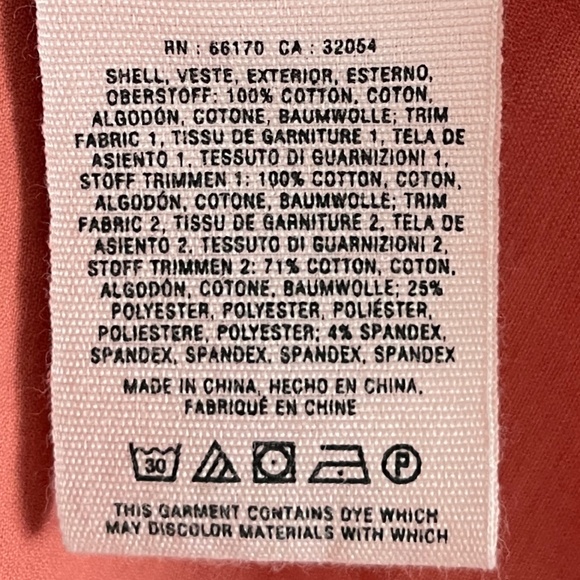 RN : 66170 CA : 32054
SHELL, VESTE, EXTERIOR, ESTERNO,
OBERSTOFF: 100% COTTON, COTON,
ALGODÓN, COTONE, BAUMWOLLE; TRIM
FABRIC 1, TISSU DE GARNITURE 1, TELA DE
ASIENTO 1, TESSUTO DI GUARNIZIONI 1,
STOFF TRIMMEN 1: 100% COTTON, COTON,
ALGODÓN, COTONE, BAUMWOLLE; TRIM
FABRIC 2, TISSU DE GARNITURE 2, TELA DE
ASIENTO 2, TESSUTO DI GUARNIZIONI 2,
STOFF TRIMMEN 2: 71% COTTON, COTON,
ALGODÓN, COTONE, BAUMWOLLE; 25%
POLYESTER, POLYESTER, POLIÉSTER,
POLIESTERE, POLYESTER; 4% SPANDEX,
SPANDEX, SPANDEX, SPANDEX, SPANDEX
MADE IN CHINA, HECHO EN CHINA,
FABRIQUÉ EN CHINE
30 P
THIS GARMENT CONTAINS DYE WHICH
MAY DISCOLOR MATERIALS WITH WHICH